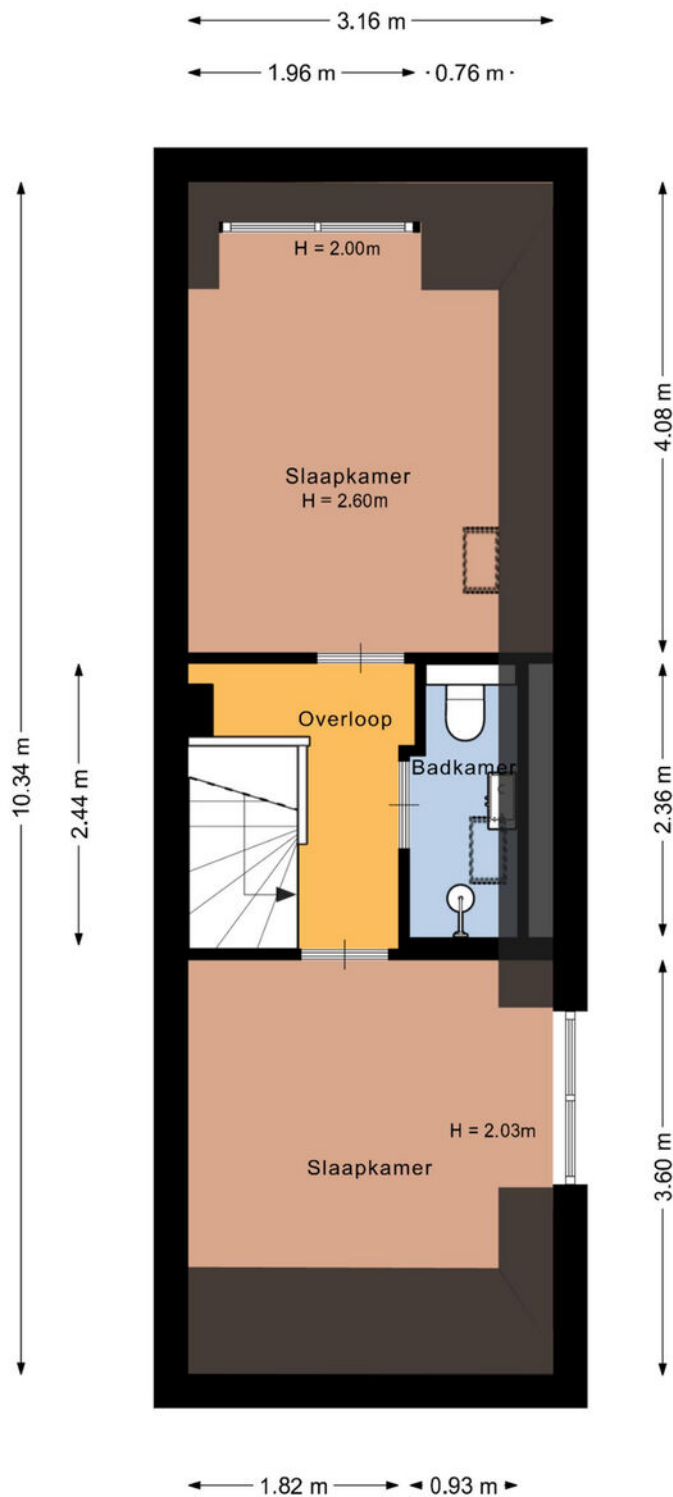 3.16 m
1.96 m
0.76 m
H = 2.00m
4.08 m
Slaapkamer
H = 2.60m
Overloop
10.34 m
2.44 m
Badkamer
2.36 m
H = 2.03m
Slaapkamer
3.60 m
1.82 m
0.93 m